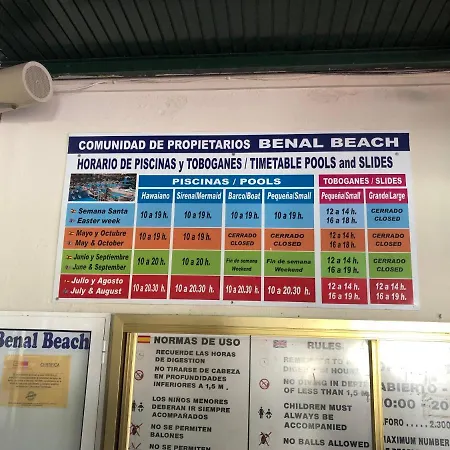 COMUNIDAD DE PROPIETARIOS BENAL BEACH
HORARIO DE PISCINAS y TOBOGANES / TIMETABLE POOLS and SLIDES
PISCINAS / POOLS TOBOGANES / SLIDES
Hawaiano Sirena/Mermaid Barco/Boat Pequeña/Small Pequeña/Small Grande/Large
Semana Santa
Easter week
10 a 19 h. 10 a 19 h. 10 a 19 h. 10 a 19 h. 12 a 14 h. 16 a 18 h. CERRADO CLOSED
Mayo y Octubre
May & October
10 a 19 h. 10 a 19 h. CERRADO CLOSED CERRADO CLOSED 12 a 14 h. 16 a 18 h. CERRADO CLOSED
Junio y Septiembre
June & September
10 a 20 h. 10 a 20 h. Fin de semana Weekend Fin de semana Weekend 12 a 14 h. 16 a 19 h. CERRADO CLOSED
Julio y Agosto
July & August
10 a 20.30 h. 10 a 20.30 h. 10 a 20.30 h. 10 a 20.30 h. 12 a 14 h. 16 a 19 h. 12 a 14 h. 16 a 19 h.
Benal Beach
NORMAS DE USO
RECUERDE LAS HORAS
DE DIGESTION
NO TIRARSE DE CABEZA
EN PROFUNDIDADES
INFERIORES A 1,5 M.
LOS NIÑOS MENORES
DEBERAN IR SIEMPRE
ACOMPAÑADOS
NO SE PERMITEN
BALONES
NO SE PERMITEN
RULES
NO DIVING IN
OF LESS THAN 1,5 M.
CHILDREN MUST
ALWAYS BE
ACCOMPANIED
NO BALLS ALLOWED
MAXIMUM NUMBER